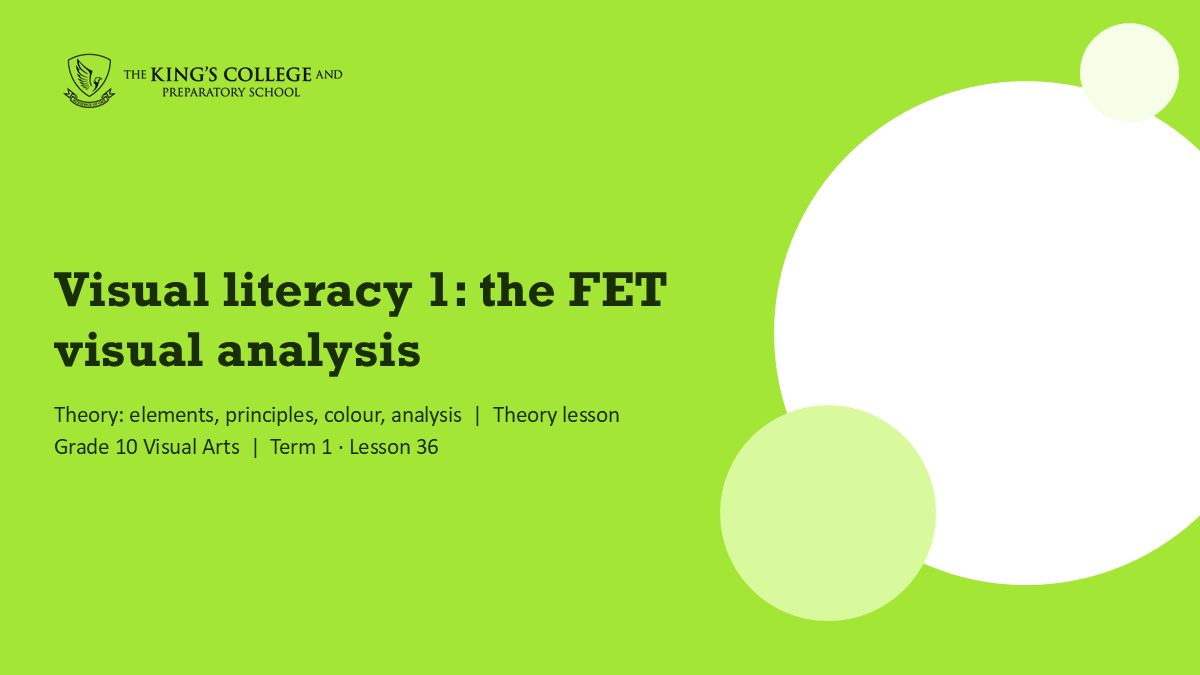 THE KING'S COLLEGE AND
PREPARATORY SCHOOL
Visual literacy 1: the FET
visual analysis
Theory: elements, principles, colour, analysis | Theory lesson
Grade 10 Visual Arts | Term 1 · Lesson 36